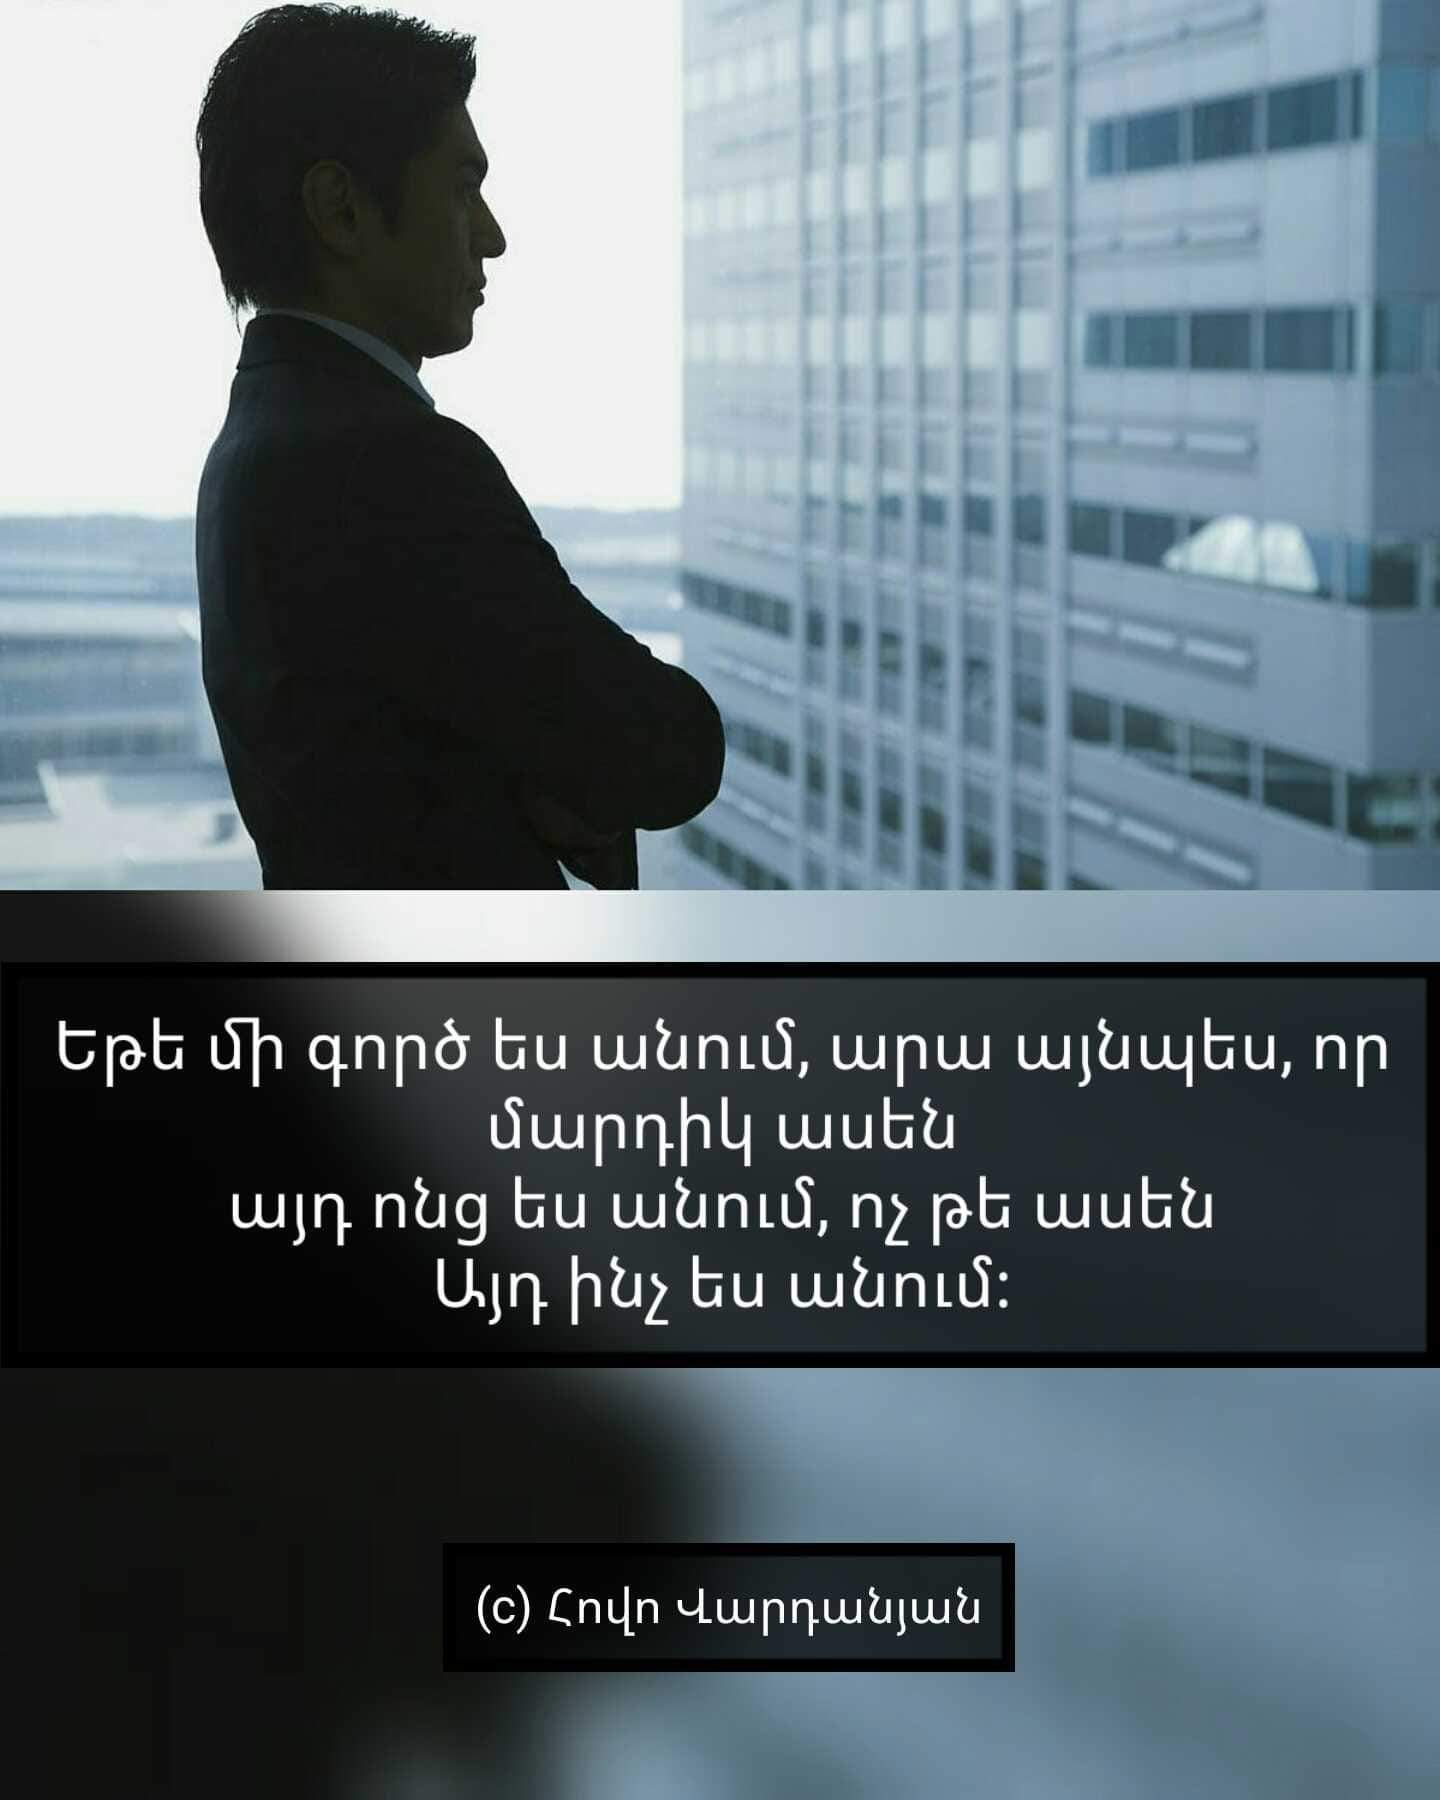 Եթե մի գործ ես անում, արա այնպես, որ
մարդիկ ասեն
այդ ոնց ես անում, ոչ թե ասեն
Այդ ինչ ես անում:
(c) Հովո Վարդանյան